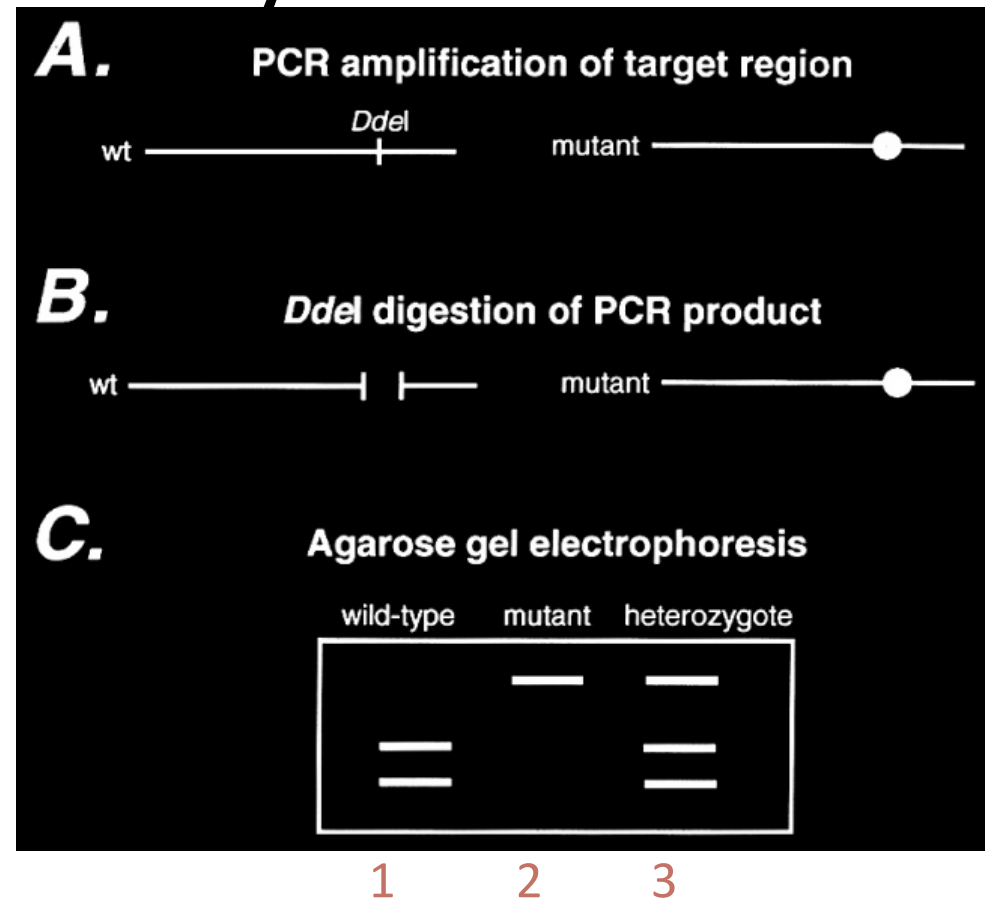 A.
PCR amplification of target region
DdeI
wt
mutant
B.
DdeI digestion of PCR product
wt
mutant
C.
Agarose gel electrophoresis
wild-type mutant heterozygote
1 2 3